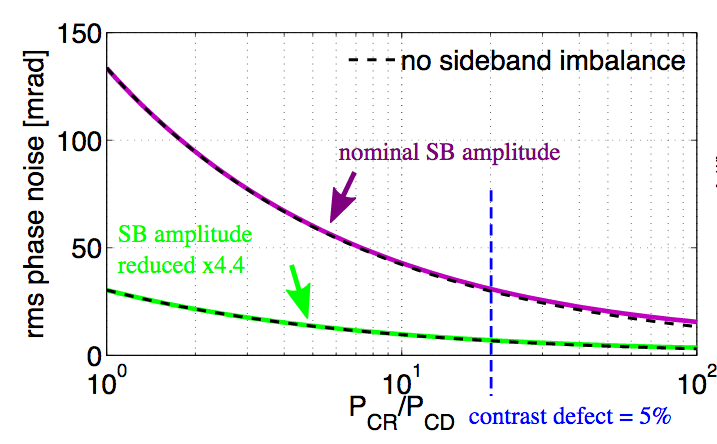 150
no sideband imbalance
nominal SB amplitude
100
rms phase noise [mrad]
SB amplitude
reduced x4.4
50
0
10^0
10^1
10^2
P_CR/P_CD
contrast defect = 5%